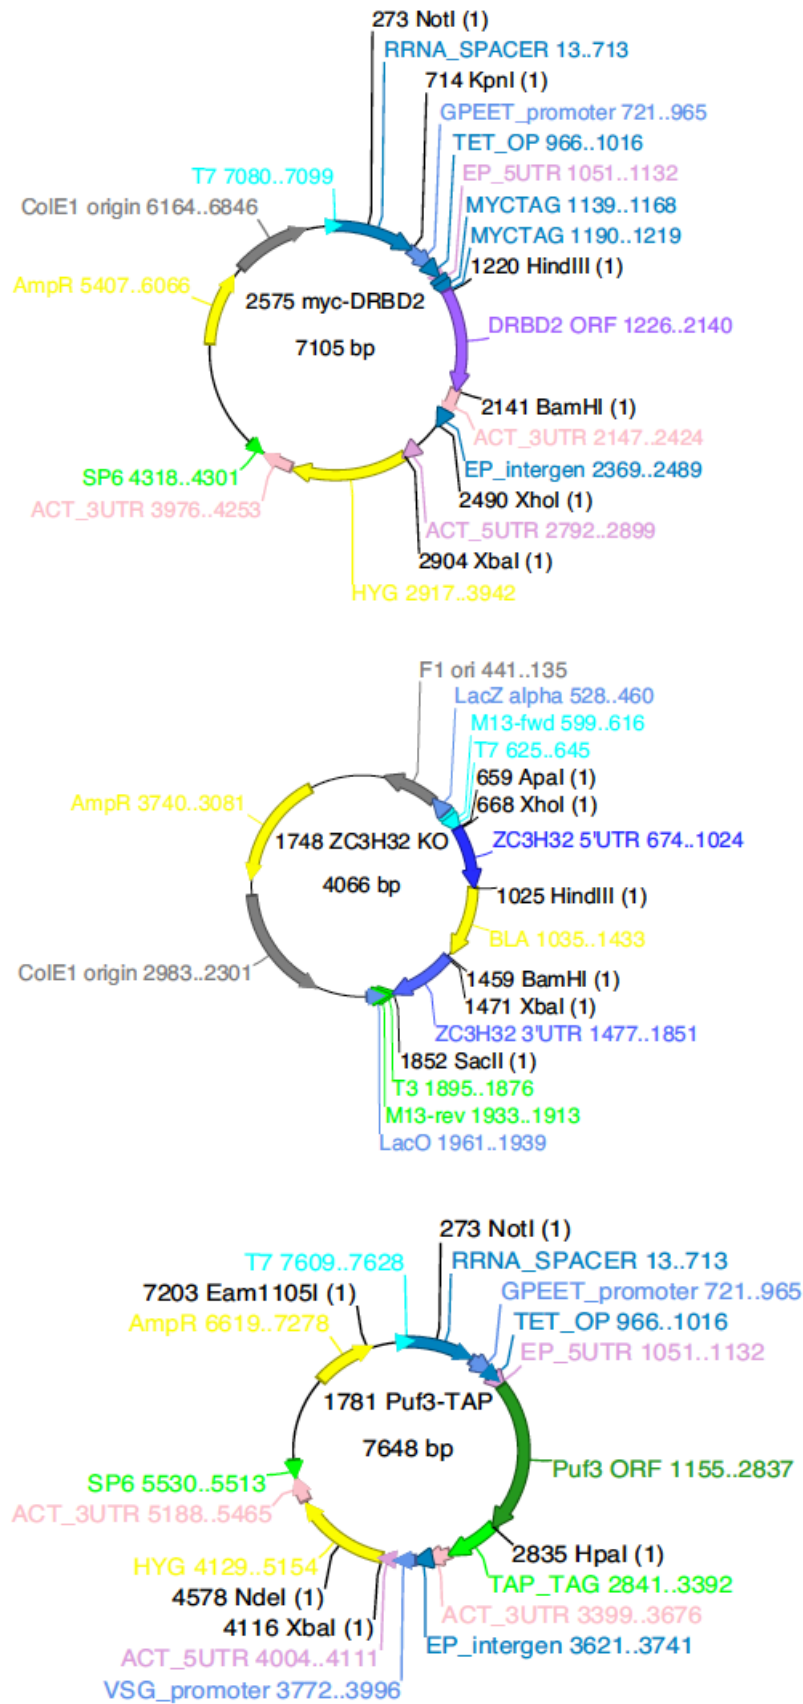 273 NotI (1)
RRNA_SPACER 13..713
714 KpnI (1)
GPEET_promoter 721..965
TET_OP 966..1016
T7 7080..7099
EP_5UTR 1051..1132
ColE1 origin 6164..6846
MYCTAG 1139..1168
MYCTAG 1190..1219
1220 HindIII (1)
AmpR 5407..6066
2575 myc-DRBD2
DRBD2 ORF 1226..2140
7105 bp
2141 BamHI (1)
ACT_3UTR 2147..2424
EP_intergen 2369..2489
SP6 4318..4301
2490 XhoI (1)
ACT_3UTR 3976..4253
ACT_5UTR 2792..2899
2904 XbaI (1)
HYG 2917..3942
F1 ori 441..135
LacZ alpha 528..460
M13-fwd 599..616
T7 625..645
659 ApaI (1)
AmpR 3740..3081
668 XhoI (1)
1748 ZC3H32 KO
ZC3H32 5'UTR 674..1024
4066 bp
1025 HindIII (1)
BLA 1035..1433
ColE1 origin 2983..2301
1459 BamHI (1)
1471 XbaI (1)
ZC3H32 3'UTR 1477..1851
1852 SacII (1)
T3 1895..1876
M13-rev 1933..1913
LacO 1961..1939
273 NotI (1)
T7 7609..7628
RRNA_SPACER 13..713
7203 Eam1105I (1)
GPEET_promoter 721..965
AmpR 6619..7278
TET_OP 966..1016
EP_5UTR 1051..1132
1781 Puf3-TAP
7648 bp
Puf3 ORF 1155..2837
SP6 5530..5513
ACT_3UTR 5188..5465
2835 HpaI (1)
HYG 4129..5154
TAP_TAG 2841..3392
4578 NdeI (1)
ACT_3UTR 3399..3676
4116 XbaI (1)
EP_intergen 3621..3741
ACT_5UTR 4004..4111
VSG_promoter 3772..3996